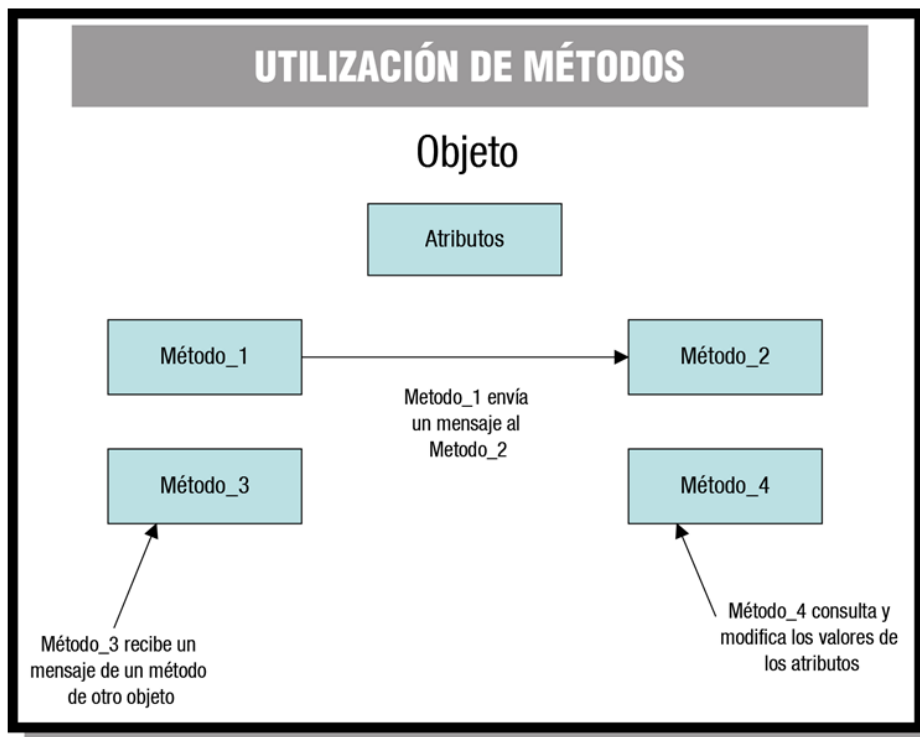 UTILIZACIÓN DE MÉTODOS
Objeto
Atributos
Método_1
Método_2
Metodo_1 envía
un mensaje al
Metodo_2
Método_3
Método_4
Método_3 recibe un
mensaje de un método
de otro objeto
Método_4 consulta y
modifica los valores de
los atributos